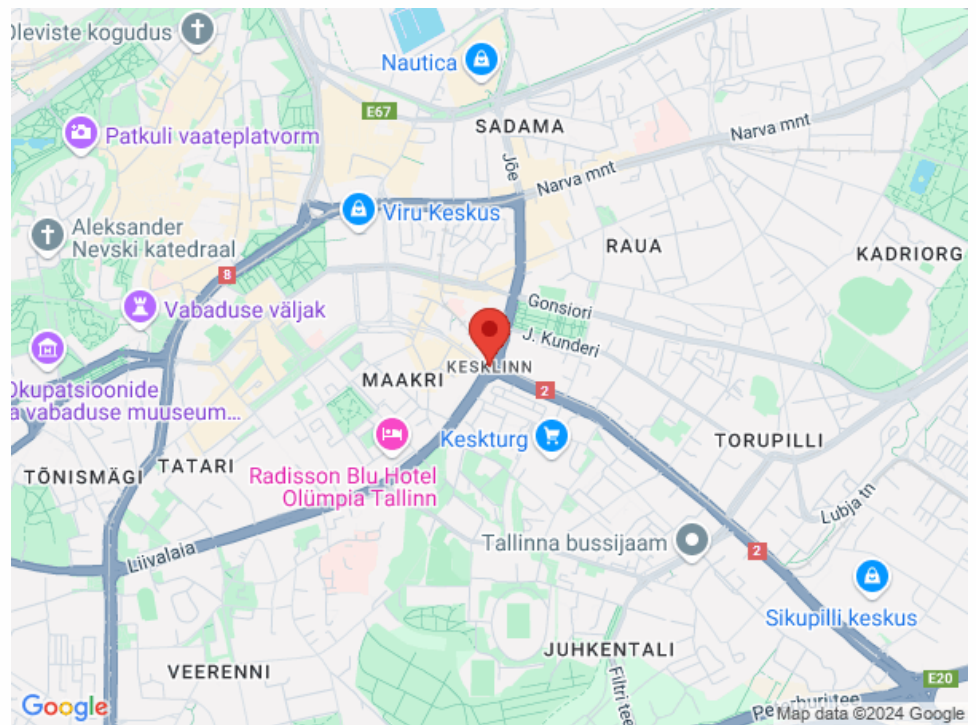 Oleviste kogudus
Nautica
E67
SADAMA
Patkuli vaateplatvorm
Narva mnt
Jõe
Narva mnt
Viru Keskus
Aleksander
Nevski katedraal
RAUA
KADRIORG
8
Vabaduse väljak
Gonsiori
J. Kunderi
KESKLINN
MAAKRI
2
Okupatsioonide
a vabaduse muuseum...
Keskturg
TORUPILLI
TATARI
TÕNISMÄGI
Radisson Blu Hotel
Olümpia Tallinn
Lubja tn
Tallinna bussijaam
2
Liivalaia
Sikupilli keskus
JUHKENTALI
VEERENNI
Filtri tee
E20
Peterburi tee
Google
Map data ©2024 Google